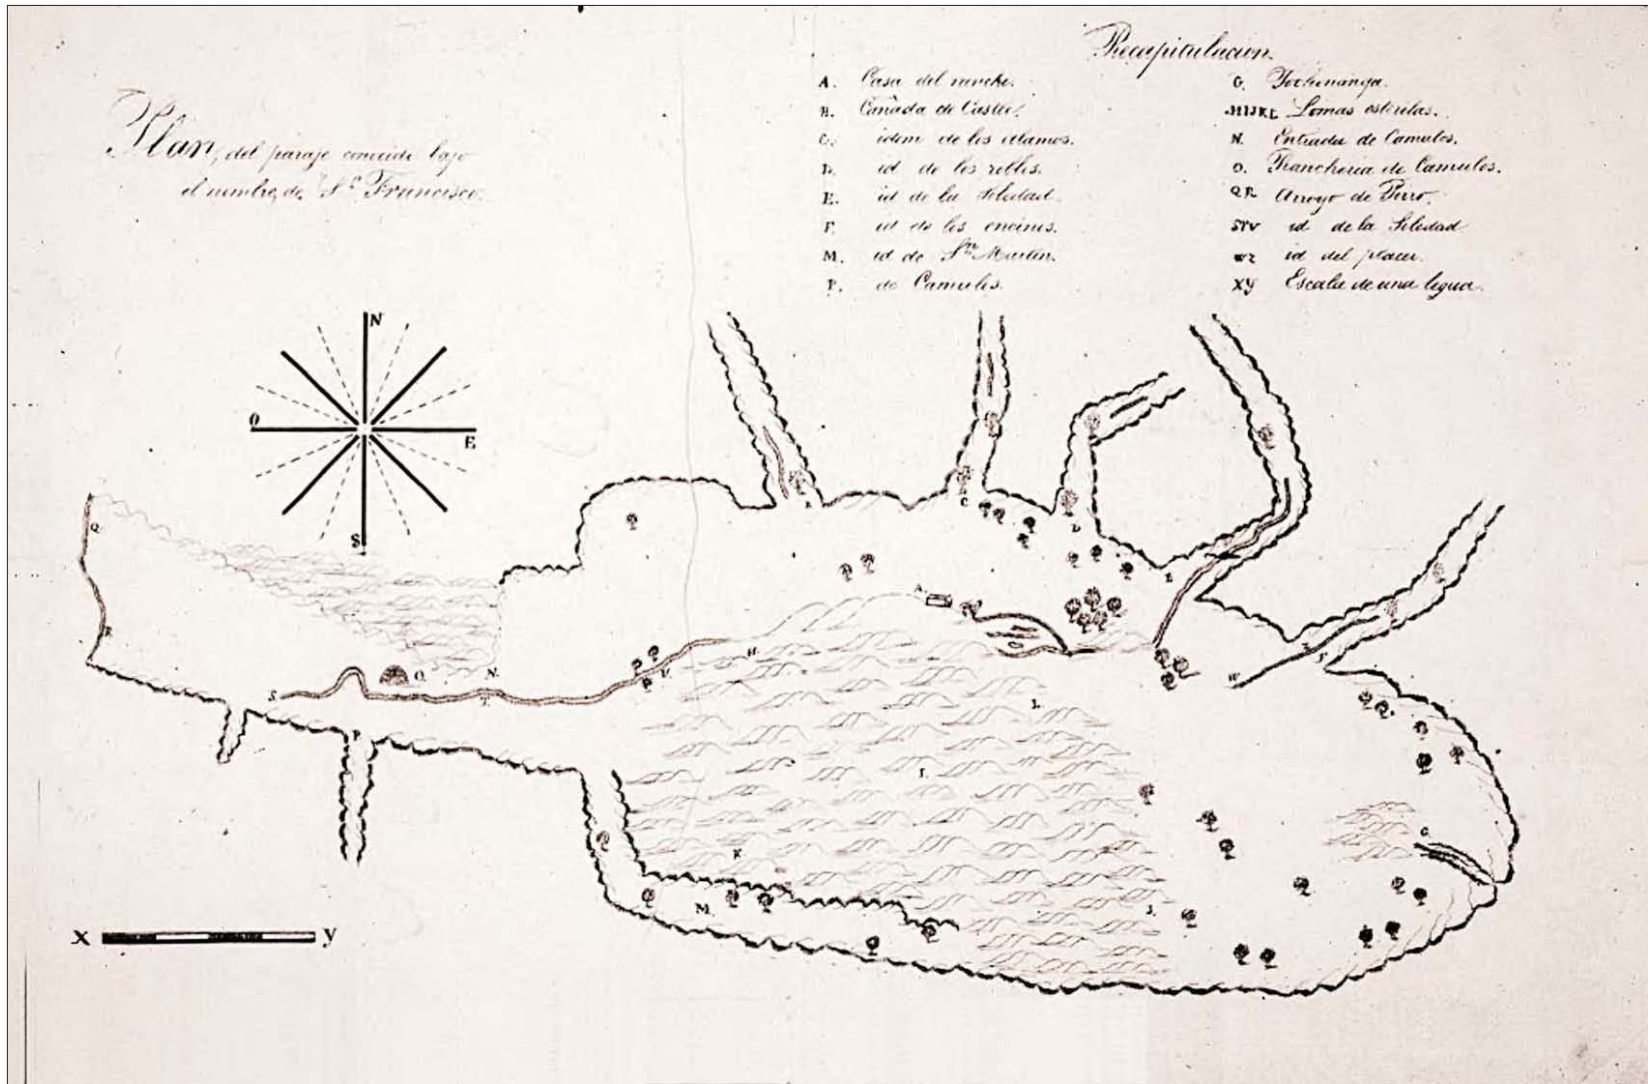 Plan, del paraje conocido bajo
el nombre, de Sn Francisco.
Recapitulacion.
A. Casa del rancho.
B. Cañada de Castec.
C. idem de los alamos.
D. id de los robles.
E. id de la Soledad.
F. id de los encinos.
M. id de Sn Martin.
P. de Camulos.
G.
HIJKL Lomas esteriles.
N. Entrada de Camulos.
O. Rancheria de Camulos.
QR Arroyo de Piro.
STV id de la Soledad
WZ id del placer.
XY Escala de una legua.
N
O
E
S
Q
R
S
O.
N.
T.
V
H
A
C
D
E
A
L
I
K
M.
J.
P
W
F
G.
X
Y